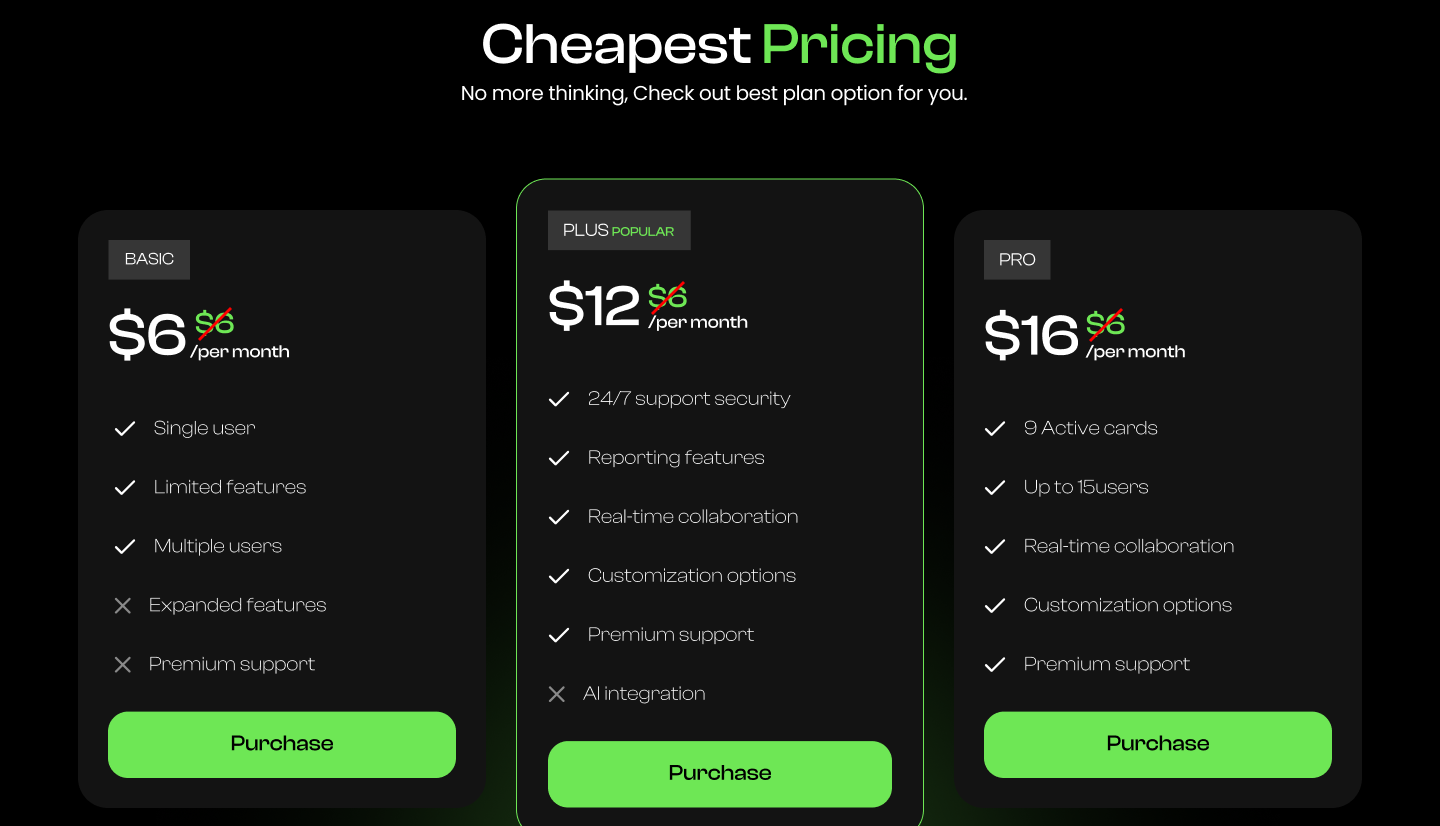 Cheapest Pricing
No more thinking, Check out best plan option for you.
BASIC
$6 $6
/per month
Single user
Limited features
Multiple users
Expanded features
Premium support
Purchase
PLUS POPULAR
$12 $6
/per month
24/7 support security
Reporting features
Real-time collaboration
Customization options
Premium support
AI integration
Purchase
PRO
$16 $6
/per month
9 Active cards
Up to 15users
Real-time collaboration
Customization options
Premium support
Purchase